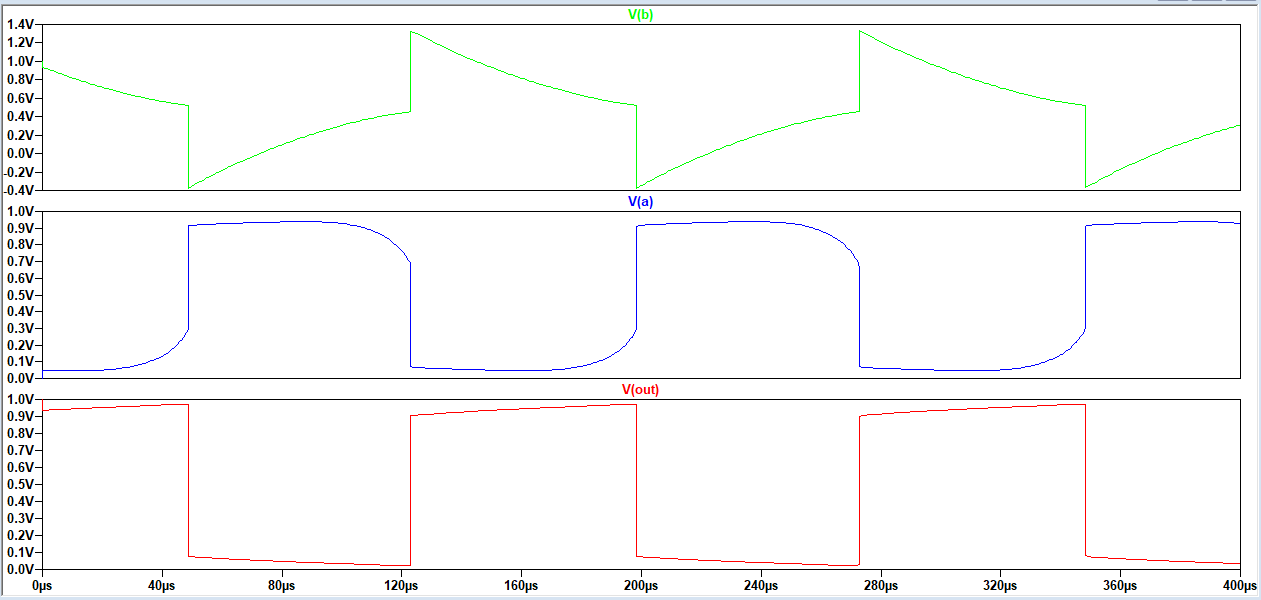 V(b)
1.4V
1.2V
1.0V
0.8V
0.6V
0.4V
0.2V
0.0V
-0.2V
-0.4V
V(a)
1.0V
0.9V
0.8V
0.7V
0.6V
0.5V
0.4V
0.3V
0.2V
0.1V
0.0V
V(out)
1.0V
0.9V
0.8V
0.7V
0.6V
0.5V
0.4V
0.3V
0.2V
0.1V
0.0V
0µs 40µs 80µs 120µs 160µs 200µs 240µs 280µs 320µs 360µs 400µs